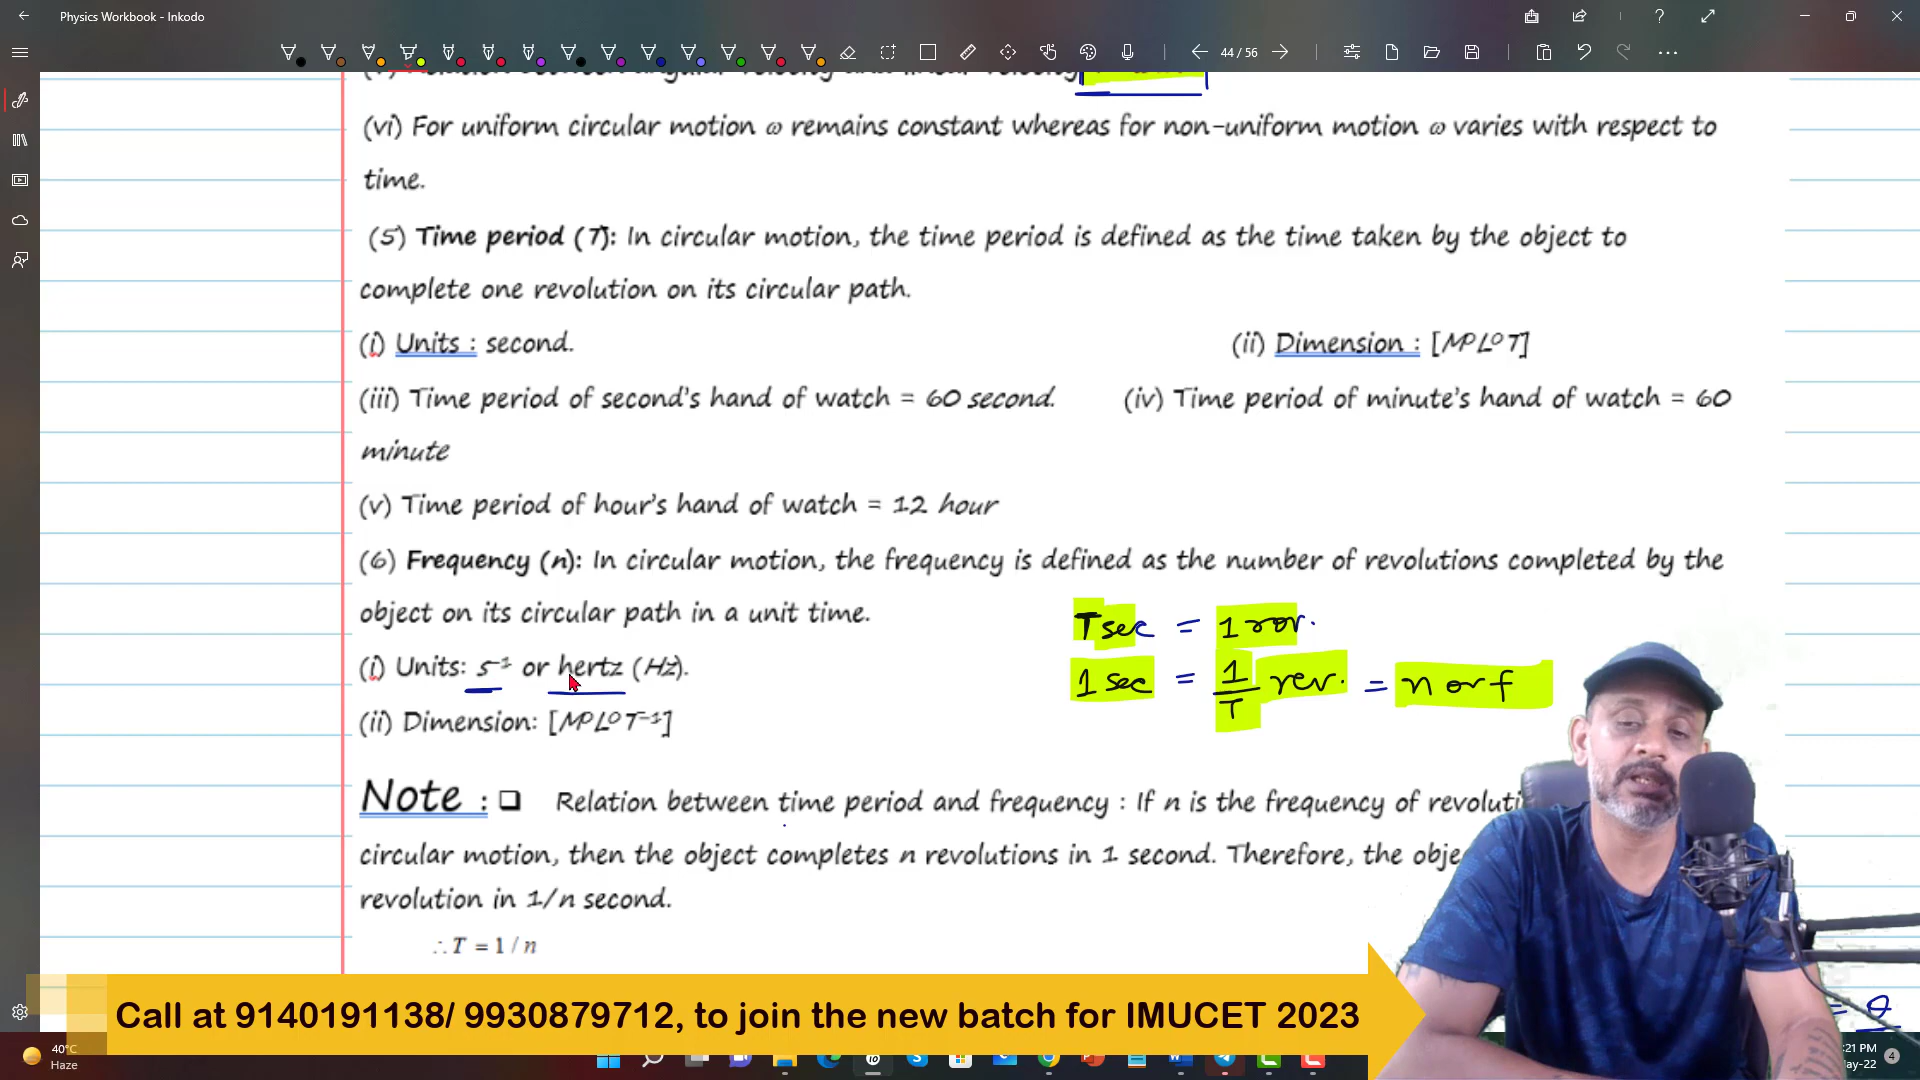 Physics Workbook - Inkodo
44 / 56
(vi) For uniform circular motion ω remains constant whereas for non-uniform motion ω varies with respect to
time.
(5) Time period (T): In circular motion, the time period is defined as the time taken by the object to
complete one revolution on its circular path.
(i) Units : second.
(ii) Dimension : [M⁰L⁰T]
(iii) Time period of second's hand of watch = 60 second.
(iv) Time period of minute's hand of watch = 60
minute
(v) Time period of hour's hand of watch = 12 hour
(6) Frequency (n): In circular motion, the frequency is defined as the number of revolutions completed by the
object on its circular path in a unit time.
T sec = 1 rev.
(i) Units: s⁻¹ or hertz (Hz).
1 sec = 1/T rev. = n or f
(ii) Dimension: [M⁰L⁰T⁻¹]
Note : ❑ Relation between time period and frequency : If n is the frequency of
circular motion, then the object completes n revolutions in 1 second. Therefore, the
revolution in 1/n second.
∴ T = 1 / n
= θ
Call at 9140191138/ 9930879712, to join the new batch for IMUCET 2023
40°C
Haze
:21 PM
4